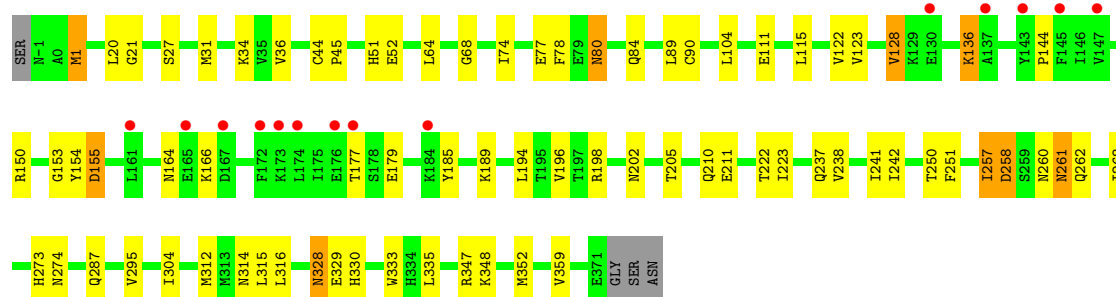 SER N-1 A0 M1 L20 G21 S27 M31 K34 V35 V36 C44 P45 H51 E52 L64 G68 I74 E77 F78 E79 N80 Q84 L89 C90 L104 E111 L115 V122 V123 V128 K129 E130 K136 A137 Y143 P144 F145 I146 V147
R150 G153 Y154 D155 L161 N164 E165 K166 D167 F172 K173 L174 I175 E176 T177 S178 E179 K184 Y185 K189 L194 T195 V196 T197 R198 N202 T205 Q210 E211 T222 I223 Q237 V238 I241 I242 T250 F251 I257 D258 S259 N260 N261 Q262
H273 N274 Q287 V295 I304 M312 M313 N314 L315 L316 N328 E329 H330 W333 H334 L335 R347 K348 M352 V359 E371 GLY SER ASN